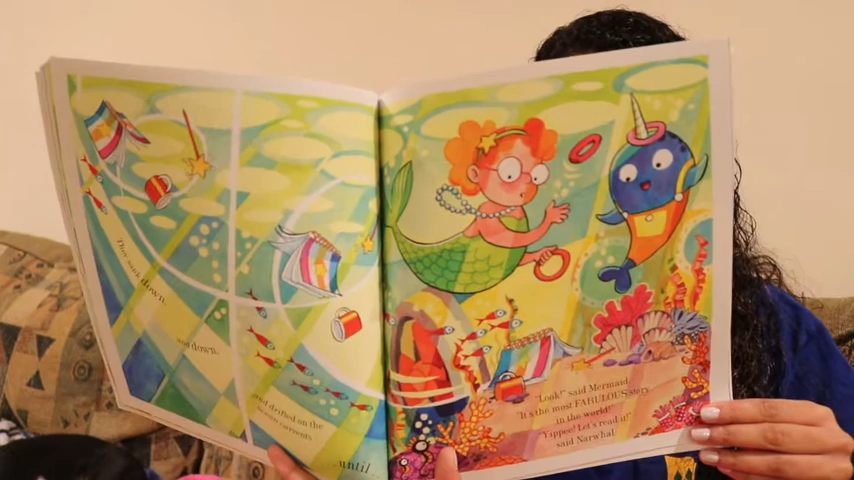 They sank down,
and down,
and drifted on the
ocean currents
...until...
"Look!" said Mermaid.
"It's the most FABULOUS story
in the world!"
"Yippee! Let's read it!"
said Narwhal.